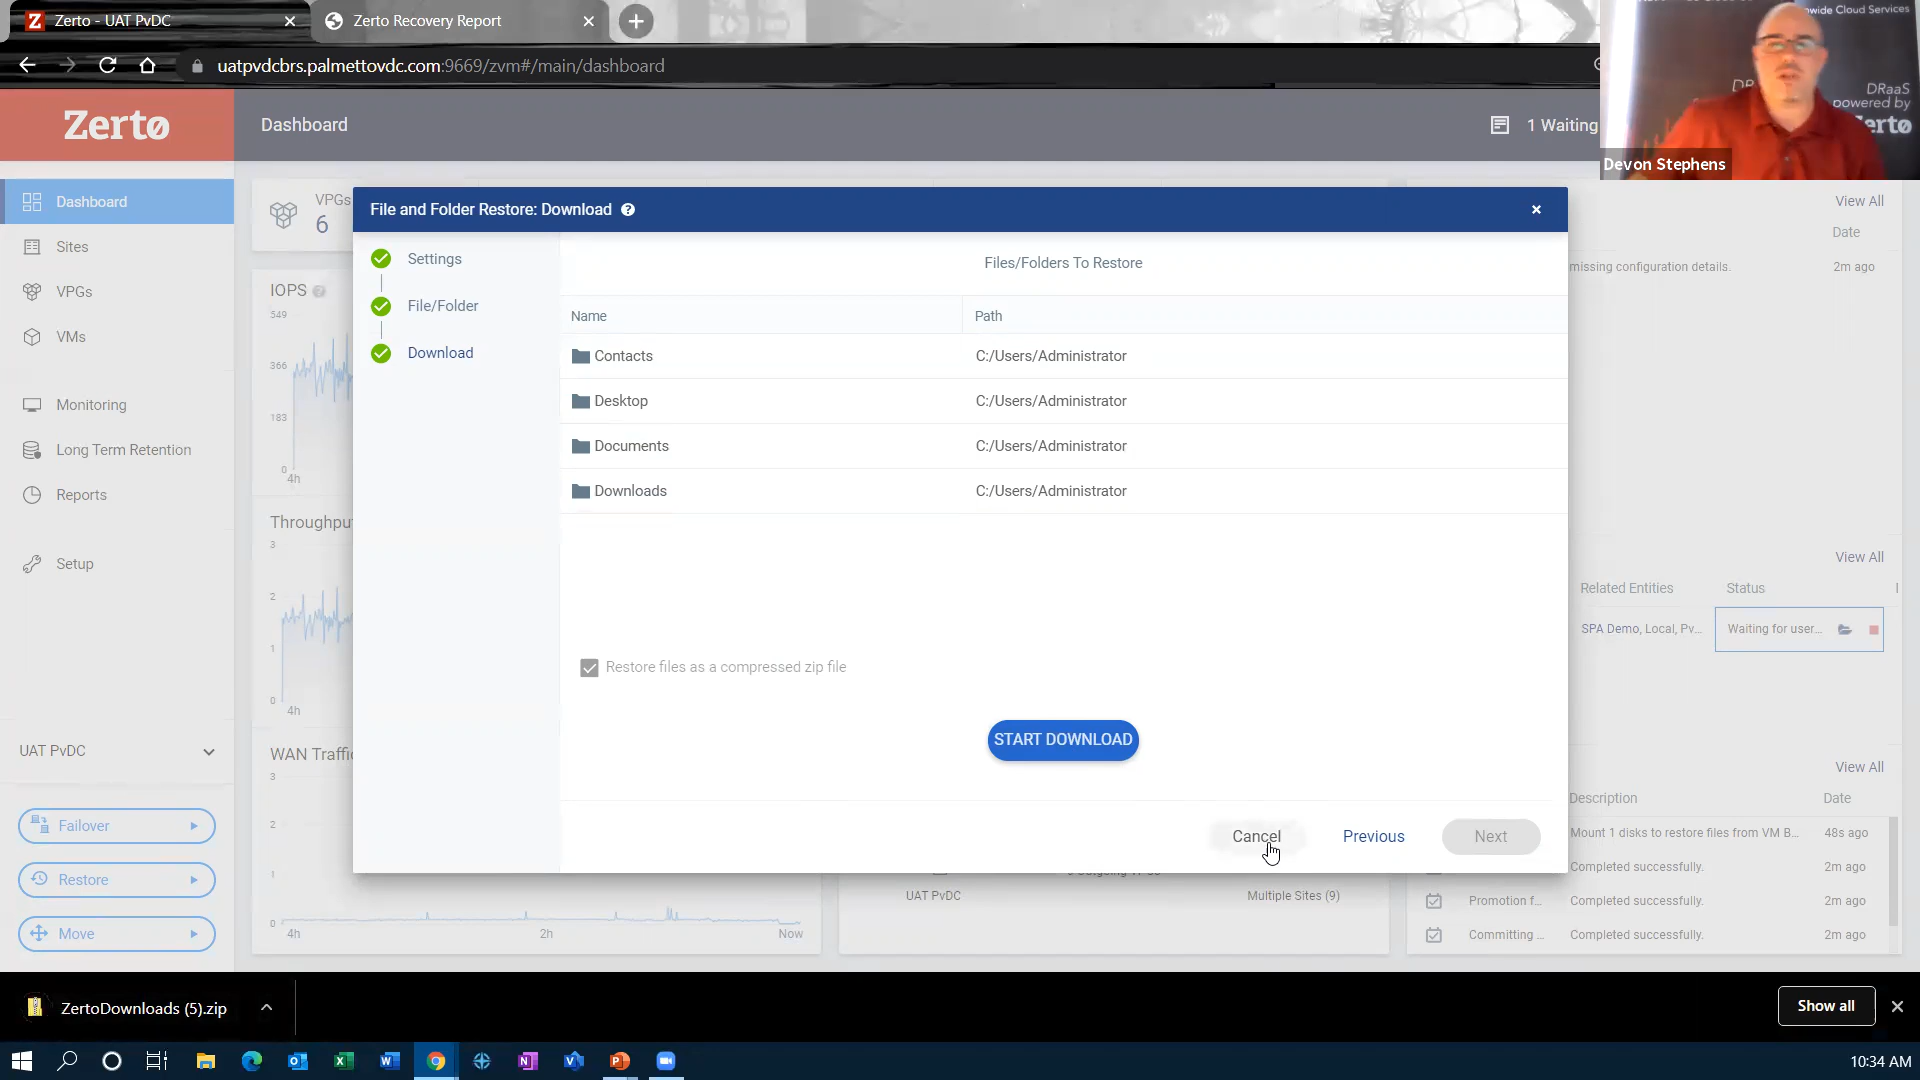 Zerto - UAT PvDC
Zerto Recovery Report
uatpvdcbrs.palmettovdc.com:9669/zvm#/main/dashboard
wide Cloud Services
DRaaS
powered by
erto
Devon Stephens
Zerto
Dashboard
1 Waiting
Dashboard
Sites
VPGs
VMs
Monitoring
Long Term Retention
Reports
Setup
UAT PvDC
Failover
Restore
Move
VPGs
6
IOPS
549
366
183
0
4h
Throughput
3
2
1
0
4h
WAN Traffic
3
2
1
0
4h
2h
Now
File and Folder Restore: Download
Settings
File/Folder
Download
Files/Folders To Restore
Name
Path
Contacts
C:/Users/Administrator
Desktop
C:/Users/Administrator
Documents
C:/Users/Administrator
Downloads
C:/Users/Administrator
Restore files as a compressed zip file
START DOWNLOAD
Cancel
Previous
Next
UAT PvDC
Multiple Sites (9)
View All
Date
missing configuration details.
2m ago
View All
Related Entities
Status
SPA Demo, Local, Pv...
Waiting for user...
View All
Description
Date
Mount 1 disks to restore files from VM B...
48s ago
Completed successfully.
2m ago
Promotion f...
Completed successfully.
2m ago
Committing ...
Completed successfully.
2m ago
ZertoDownloads (5).zip
Show all
10:34 AM